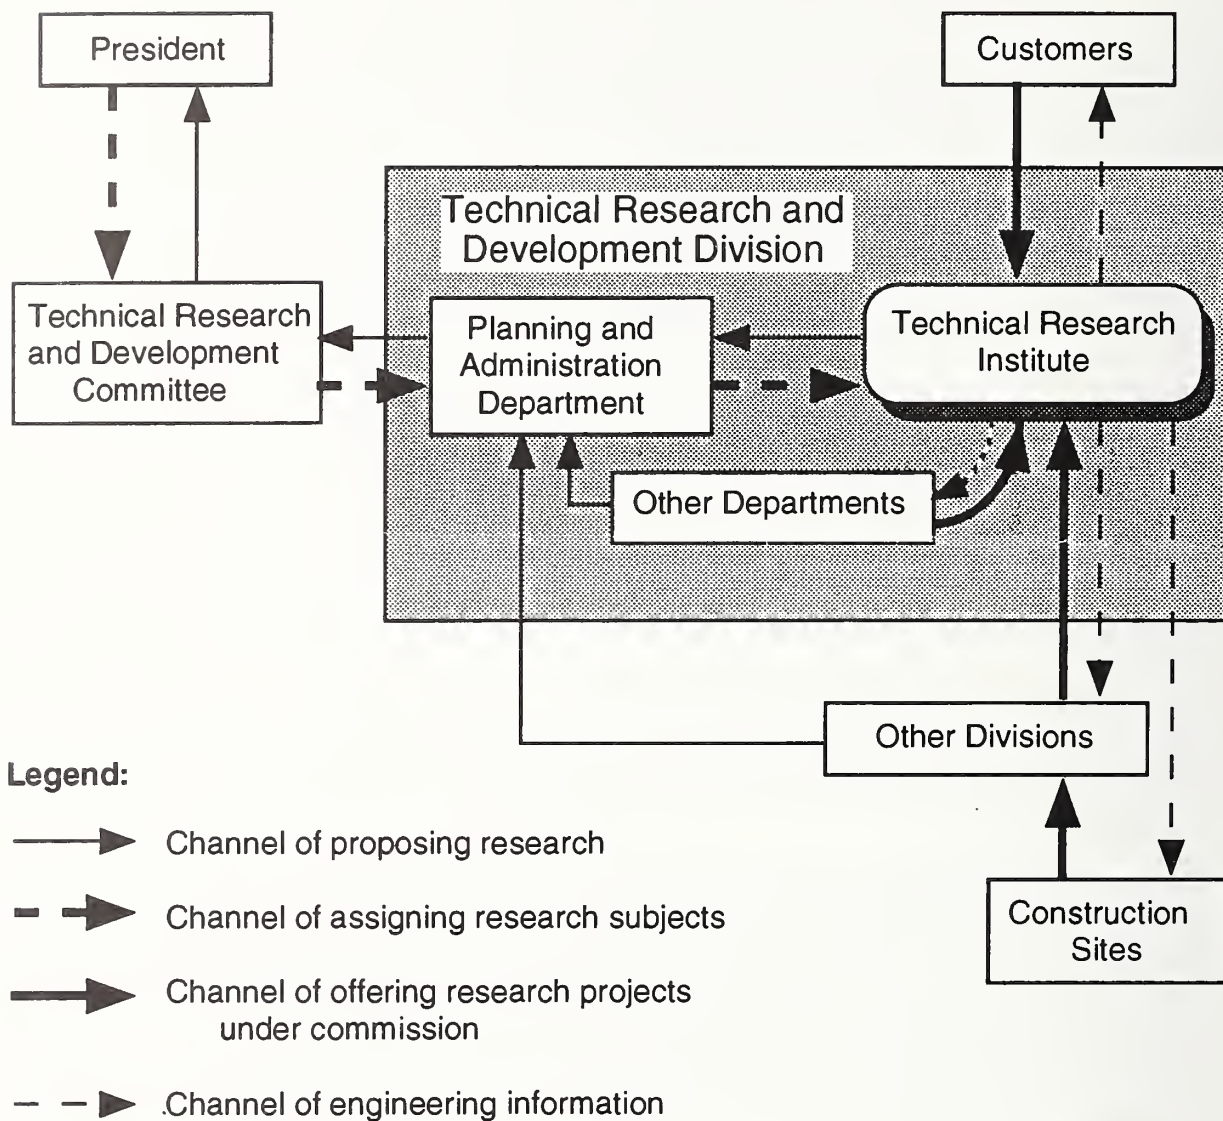 President
Customers
Technical Research and
Development Division
Technical Research
and Development
Committee
Planning and
Administration
Department
Technical Research
Institute
Other Departments
Other Divisions
Construction
Sites
Legend:
Channel of proposing research
Channel of assigning research subjects
Channel of offering research projects
under commission
Channel of engineering information